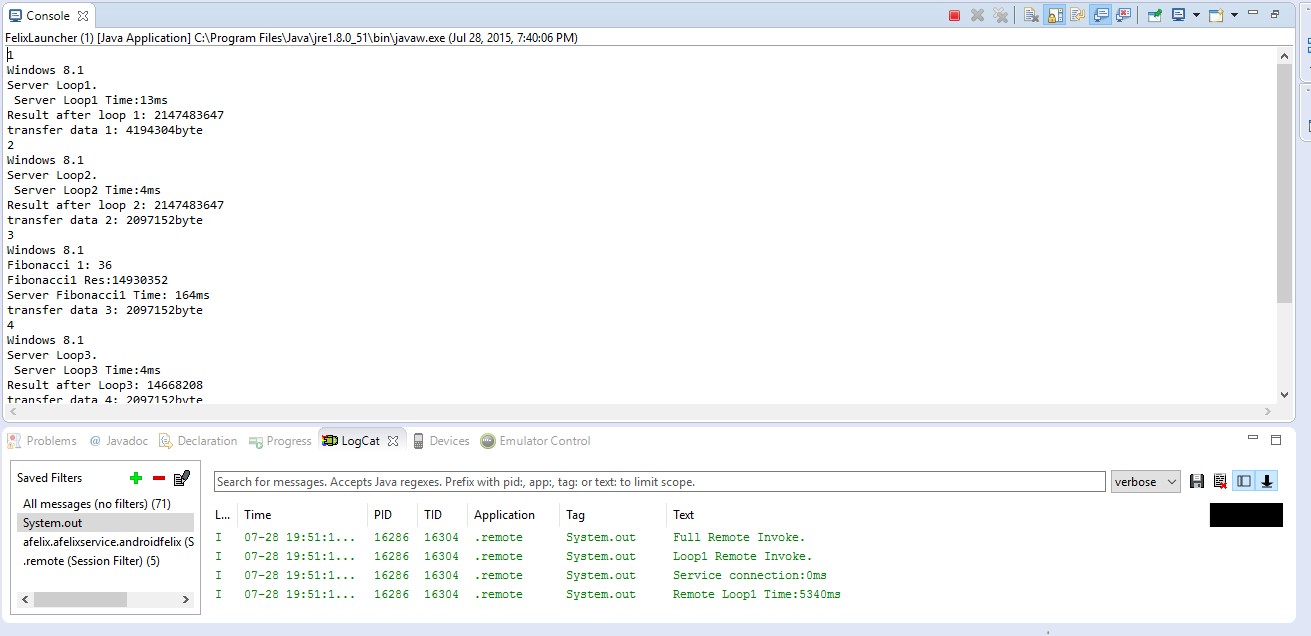 Console
FelixLauncher (1) [Java Application] C:\Program Files\Java\jre1.8.0_51\bin\javaw.exe (Jul 28, 2015, 7:40:06 PM)
1
Windows 8.1
Server Loop1.
Server Loop1 Time:13ms
Result after loop 1: 2147483647
transfer data 1: 4194304byte
2
Windows 8.1
Server Loop2.
Server Loop2 Time:4ms
Result after loop 2: 2147483647
transfer data 2: 2097152byte
3
Windows 8.1
Fibonacci 1: 36
Fibonacci1 Res:14930352
Server Fibonacci1 Time: 164ms
transfer data 3: 2097152byte
4
Windows 8.1
Server Loop3.
Server Loop3 Time:4ms
Result after Loop3: 14668208
transfer data 4: 2097152byte
Problems @ Javadoc Declaration Progress LogCat Devices Emulator Control
Saved Filters
All messages (no filters) (71)
System.out
afelix.afelixservice.androidfelix (S
.remote (Session Filter) (5)
Search for messages. Accepts Java regexes. Prefix with pid:, app:, tag: or text: to limit scope.
verbose
L... Time PID TID Application Tag Text
I 07-28 19:51:1... 16286 16304 .remote System.out Full Remote Invoke.
I 07-28 19:51:1... 16286 16304 .remote System.out Loop1 Remote Invoke.
I 07-28 19:51:1... 16286 16304 .remote System.out Service connection:0ms
I 07-28 19:51:1... 16286 16304 .remote System.out Remote Loop1 Time:5340ms